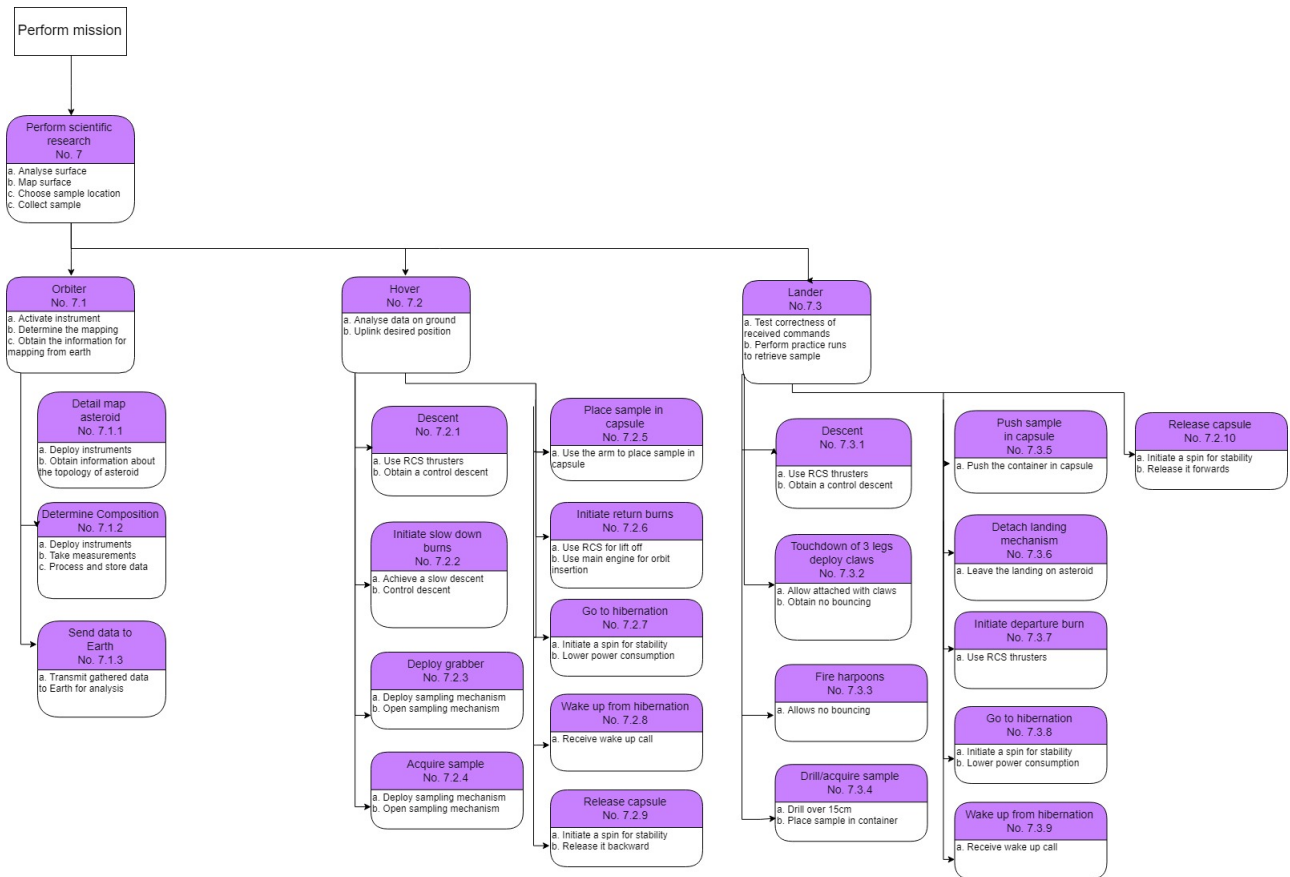 Perform mission
Perform scientific
research
No. 7
a. Analyse surface
b. Map surface
c. Choose sample location
c. Collect sample
Orbiter
No. 7.1
a. Activate instrument
b. Determine the mapping
c. Obtain the information for
mapping from earth
Detail map
asteroid
No. 7.1.1
a. Deploy instruments
b. Obtain information about
the topology of asteroid
Determine Composition
No. 7.1.2
a. Deploy instruments
b. Take measurements
c. Process and store data
Send data to
Earth
No. 7.1.3
a. Transmit gathered data
to Earth for analysis
Hover
No. 7.2
a. Analyse data on ground
b. Uplink desired position
Descent
No. 7.2.1
a. Use RCS thrusters
b. Obtain a control descent
Initiate slow down
burns
No. 7.2.2
a. Achieve a slow descent
b. Control descent
Deploy grabber
No. 7.2.3
a. Deploy sampling mechanism
b. Open sampling mechanism
Acquire sample
No. 7.2.4
a. Deploy sampling mechanism
b. Open sampling mechanism
Place sample in
capsule
No. 7.2.5
a. Use the arm to place sample in
capsule
Initiate return burns
No. 7.2.6
a. Use RCS for lift off
b. Use main engine for orbit
insertion
Go to hibernation
No. 7.2.7
a. Initiate a spin for stability
b. Lower power consumption
Wake up from hibernation
No. 7.2.8
a. Receive wake up call
Release capsule
No. 7.2.9
a. Initiate a spin for stability
b. Release it backward
Lander
No.7.3
a. Test correctness of
received commands
b. Perform practice runs
to retrieve sample
Descent
No. 7.3.1
a. Use RCS thrusters
b. Obtain a control descent
Touchdown of 3 legs
deploy claws
No. 7.3.2
a. Allow attached with claws
b. Obtain no bouncing
Fire harpoons
No. 7.3.3
a. Allows no bouncing
Drill/acquire sample
No. 7.3.4
a. Drill over 15cm
b. Place sample in container
Push sample
in capsule
No. 7.3.5
a. Push the container in capsule
Detach landing
mechanism
No. 7.3.6
a. Leave the landing on asteroid
Initiate departure burn
No. 7.3.7
a. Use RCS thrusters
Go to hibernation
No. 7.3.8
a. Initiate a spin for stability
b. Lower power consumption
Wake up from hibernation
No. 7.3.9
a. Receive wake up call
Release capsule
No. 7.2.10
a. Initiate a spin for stability
b. Release it forwards